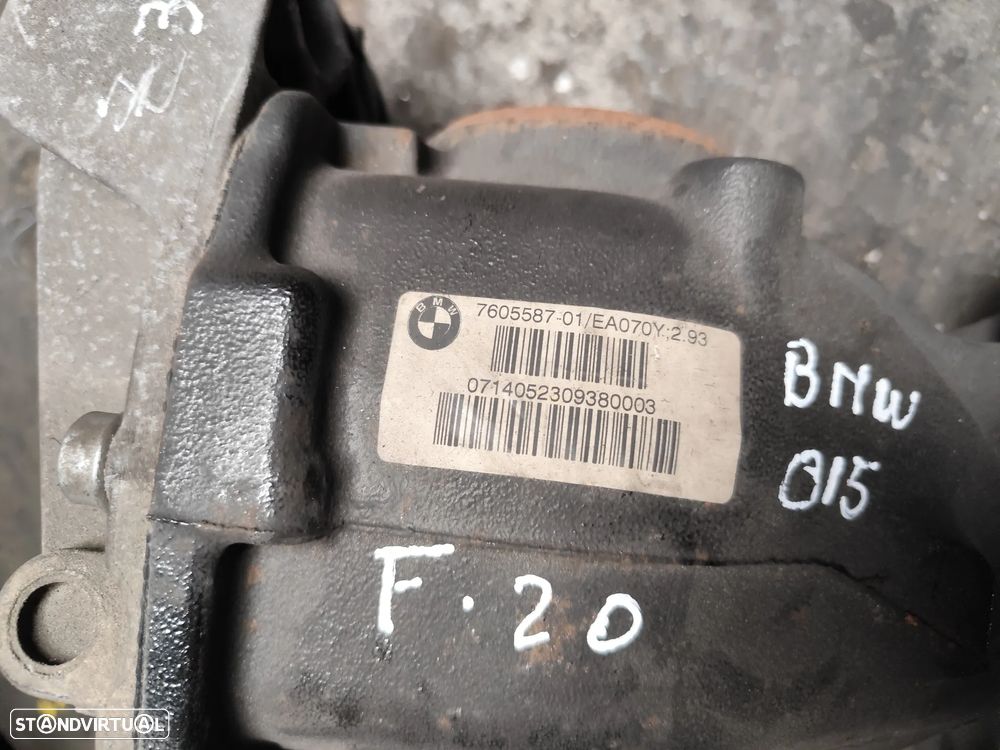 BMW
7605587-01/EA070Y;2.93
0714052309380003
BMW
015
F.20
STANDVIRTUAL